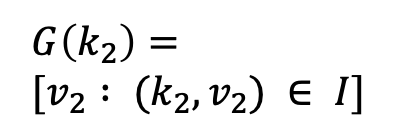 G(k₂) =
[v₂ : (k₂, v₂) ∈ I]